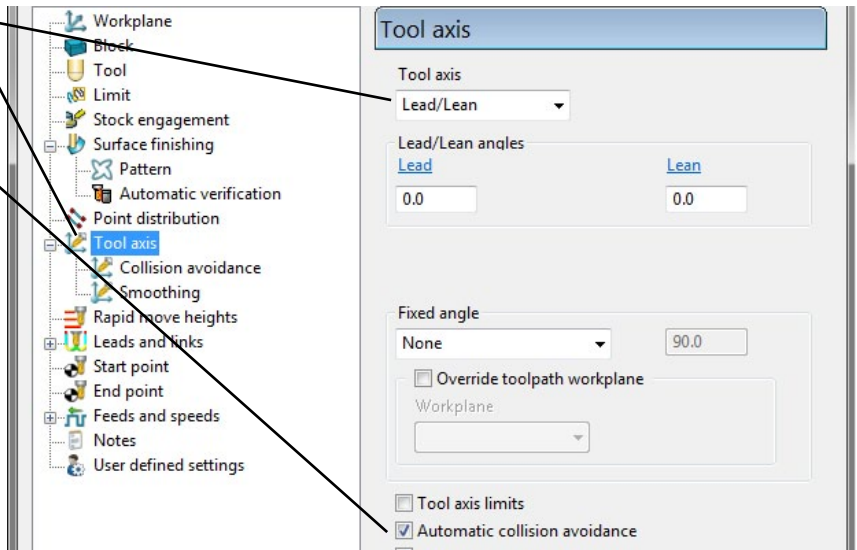 Workplane
Block
Tool
Limit
Stock engagement
Surface finishing
Pattern
Automatic verification
Point distribution
Tool axis
Collision avoidance
Smoothing
Rapid move heights
Leads and links
Start point
End point
Feeds and speeds
Notes
User defined settings
Tool axis
Tool axis
Lead/Lean
Lead/Lean angles
Lead Lean
0.0 0.0
Fixed angle
None 90.0
Override toolpath workplane
Workplane
Tool axis limits
Automatic collision avoidance